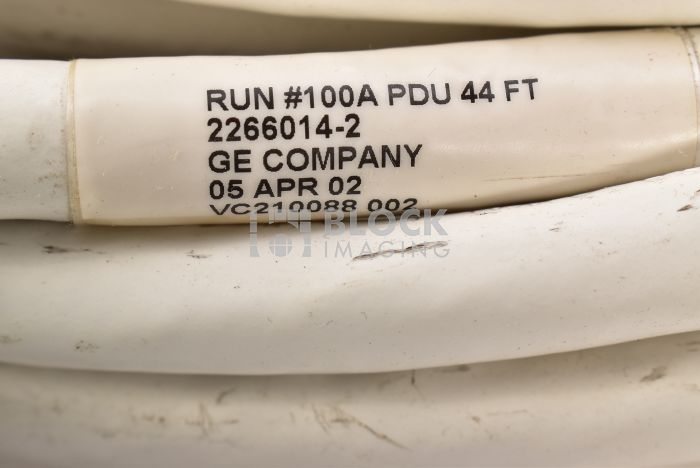 RUN #100A PDU 44 FT
2266014-2
GE COMPANY
05 APR 02
VC210088 002
BLOCK
IMAGING